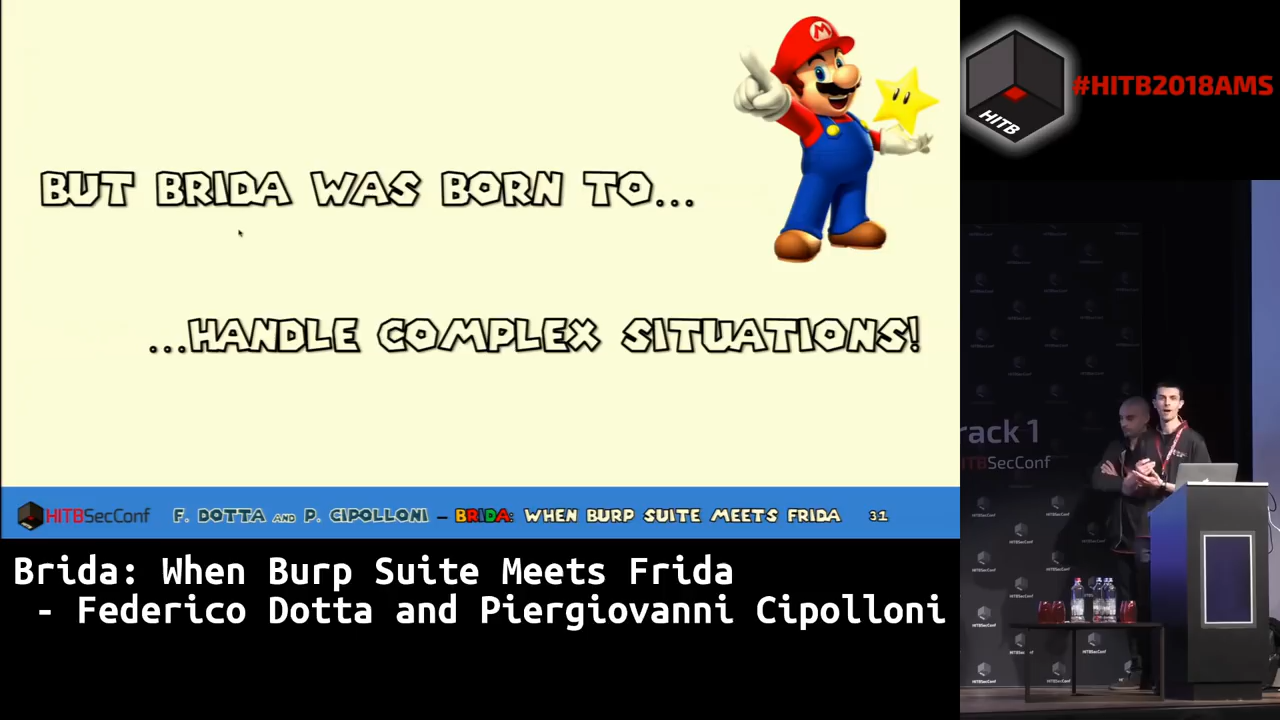 BUT BRIDA WAS BORN TO...
...HANDLE COMPLEX SITUATIONS!
HITBSecConf F. DOTTA AND P. CIPOLLONI – BRIDA: WHEN BURP SUITE MEETS FRIDA 31
Brida: When Burp Suite Meets Frida
- Federico Dotta and Piergiovanni Cipolloni
HITB
#HITB2018AMS
rack 1
HITBSecConf
M